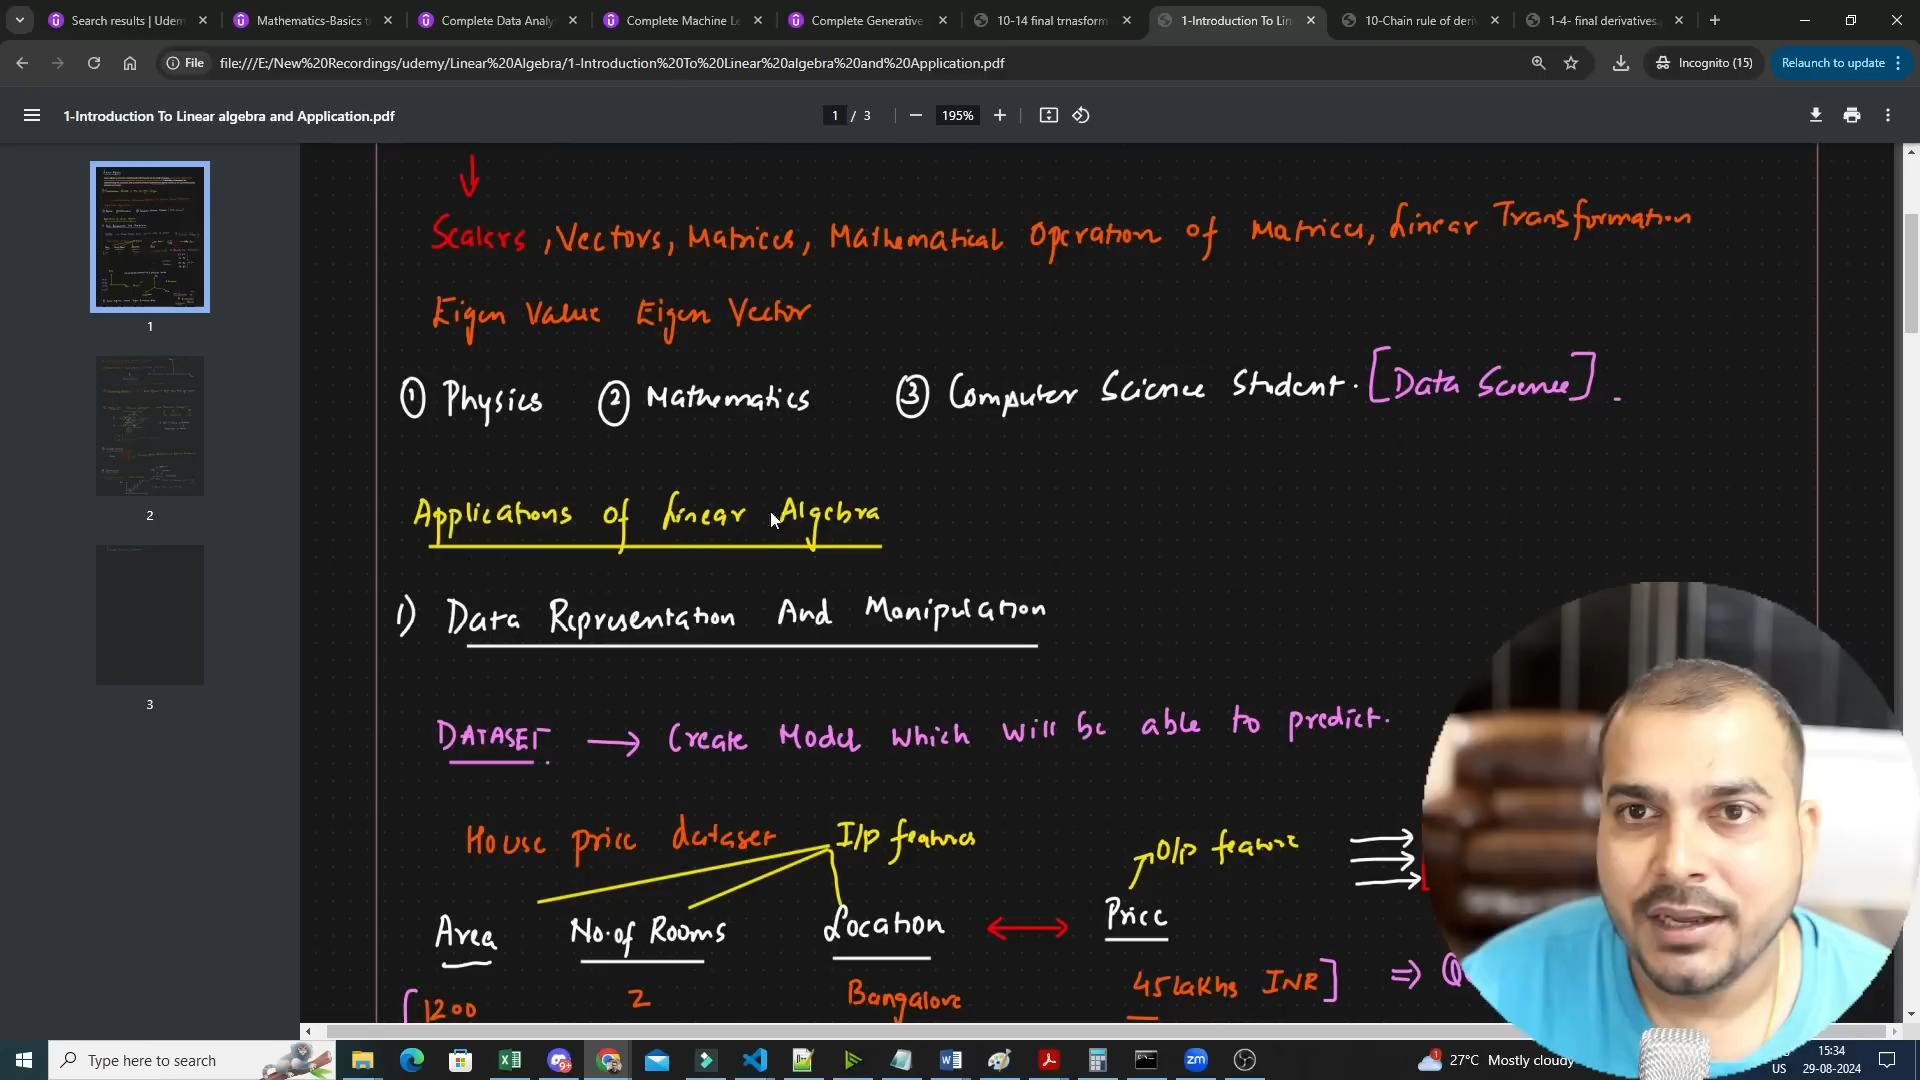 Search results | Udem
Mathematics-Basics t
Complete Data Analy
Complete Machine Le
Complete Generative
10-14 final trnasform
1-Introduction To Lin
10-Chain rule of deri
1-4- final derivatives.
File
file:///E:/New%20Recordings/udemy/Linear%20Algebra/1-Introduction%20To%20Linear%20algebra%20and%20Application.pdf
Incognito (15)
Relaunch to update
1-Introduction To Linear algebra and Application.pdf
1 / 3
195%
Scalars, Vectors, Matrices, Mathematical Operation of Matrices, Linear Transformation
Eigen Value Eigen Vector
① Physics ② Mathematics ③ Computer Science Student. [Data Science].
Applications of Linear Algebra
1) Data Representation And Manipulation
DATASET. → Create Model which will be able to predict.
House price dataset I/p features O/p feature
Area No. of Rooms Location ↔ Price
[1200 2 Bangalore 45 lakhs INR] ⇒
1
2
3
Type here to search
9+
1
27°C Mostly cloudy
15:34
US 29-08-2024